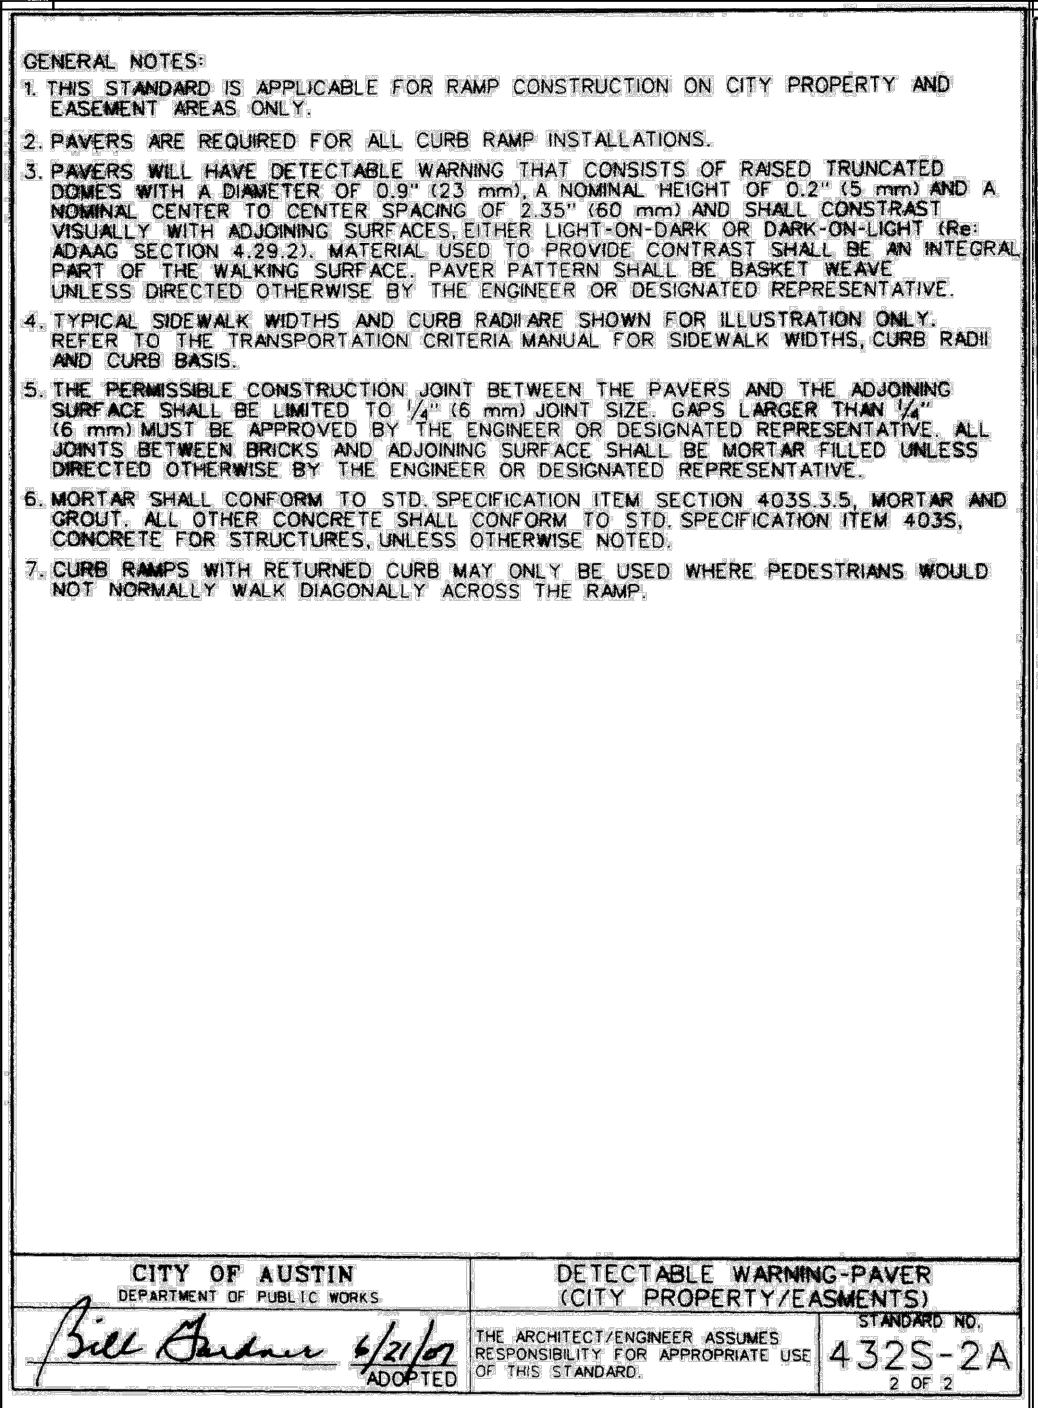 GENERAL NOTES:
1. THIS STANDARD IS APPLICABLE FOR RAMP CONSTRUCTION ON CITY PROPERTY AND
EASEMENT AREAS ONLY.
2. PAVERS ARE REQUIRED FOR ALL CURB RAMP INSTALLATIONS.
3. PAVERS WILL HAVE DETECTABLE WARNING THAT CONSISTS OF RAISED TRUNCATED
DOMES WITH A DIAMETER OF 0.9" (23 mm), A NOMINAL HEIGHT OF 0.2" (5 mm) AND A
NOMINAL CENTER TO CENTER SPACING OF 2.35" (60 mm) AND SHALL CONSTRAST
VISUALLY WITH ADJOINING SURFACES, EITHER LIGHT-ON-DARK OR DARK-ON-LIGHT (Re:
ADAAG SECTION 4.29.2). MATERIAL USED TO PROVIDE CONTRAST SHALL BE AN INTEGRAL
PART OF THE WALKING SURFACE. PAVER PATTERN SHALL BE BASKET WEAVE
UNLESS DIRECTED OTHERWISE BY THE ENGINEER OR DESIGNATED REPRESENTATIVE.
4. TYPICAL SIDEWALK WIDTHS AND CURB RADII ARE SHOWN FOR ILLUSTRATION ONLY.
REFER TO THE TRANSPORTATION CRITERIA MANUAL FOR SIDEWALK WIDTHS, CURB RADII
AND CURB BASIS.
5. THE PERMISSIBLE CONSTRUCTION JOINT BETWEEN THE PAVERS AND THE ADJOINING
SURFACE SHALL BE LIMITED TO 1/4" (6 mm) JOINT SIZE. GAPS LARGER THAN 1/4"
(6 mm) MUST BE APPROVED BY THE ENGINEER OR DESIGNATED REPRESENTATIVE. ALL
JOINTS BETWEEN BRICKS AND ADJOINING SURFACE SHALL BE MORTAR FILLED UNLESS
DIRECTED OTHERWISE BY THE ENGINEER OR DESIGNATED REPRESENTATIVE.
6. MORTAR SHALL CONFORM TO STD. SPECIFICATION ITEM SECTION 403S.3.5, MORTAR AND
GROUT. ALL OTHER CONCRETE SHALL CONFORM TO STD. SPECIFICATION ITEM 403S,
CONCRETE FOR STRUCTURES, UNLESS OTHERWISE NOTED.
7. CURB RAMPS WITH RETURNED CURB MAY ONLY BE USED WHERE PEDESTRIANS WOULD
NOT NORMALLY WALK DIAGONALLY ACROSS THE RAMP.
CITY OF AUSTIN
DEPARTMENT OF PUBLIC WORKS
Bill Gardner 6/21/07
ADOPTED
DETECTABLE WARNING-PAVER
(CITY PROPERTY/EASMENTS)
THE ARCHITECT/ENGINEER ASSUMES
RESPONSIBILITY FOR APPROPRIATE USE
OF THIS STANDARD.
STANDARD NO.
432S-2A
2 OF 2